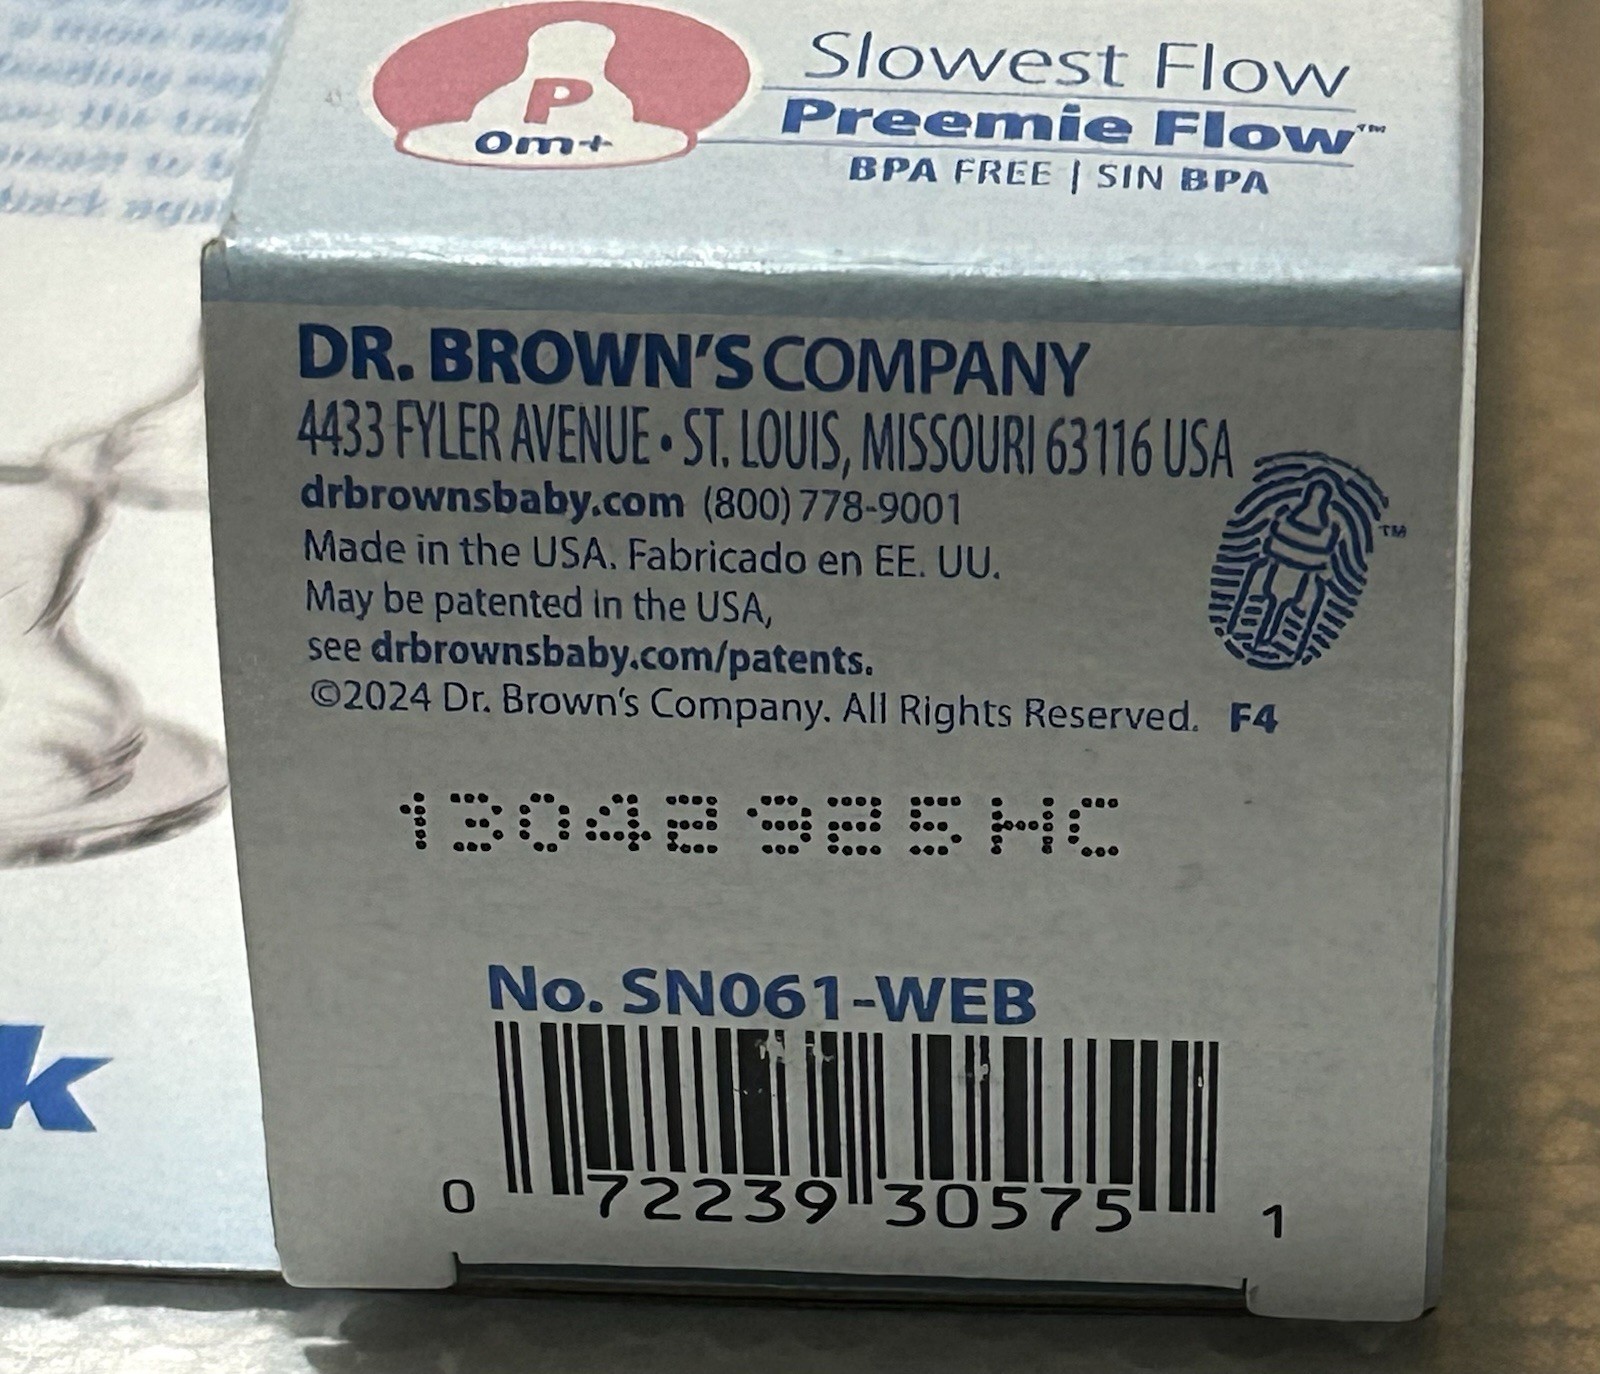 Slowest Flow
P
Preemie Flow™
0m+
BPA FREE | SIN BPA
DR. BROWN'S COMPANY
4433 FYLER AVENUE • ST. LOUIS, MISSOURI 63116 USA
drbrownsbaby.com (800) 778-9001
TM
Made in the USA. Fabricado en EE. UU.
May be patented in the USA,
see drbrownsbaby.com/patents.
©2024 Dr. Brown's Company. All Rights Reserved. F4
13042 925 HC
No. SN061-WEB
k
0 72239 30575 1